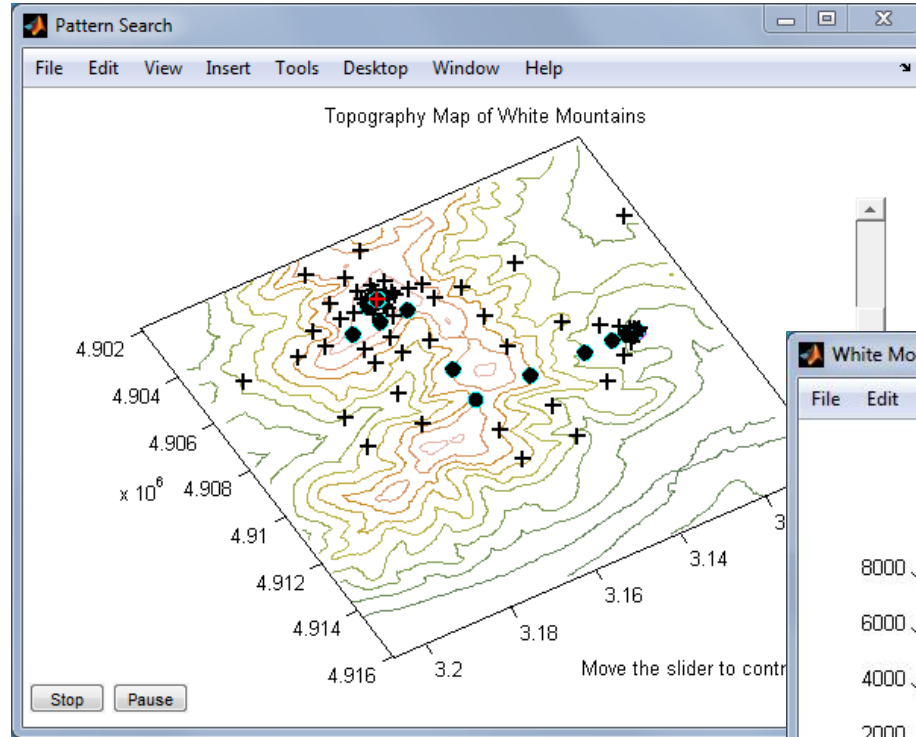 Pattern Search
File Edit View Insert Tools Desktop Window Help
Topography Map of White Mountains
4.902
4.904
4.906
4.908
x 10^6
4.91
4.912
4.914
4.916
3.2
3.18
3.16
3.14
3
Move the slider to contr
Stop Pause
White Mo
File Edit
8000
6000
4000
2000